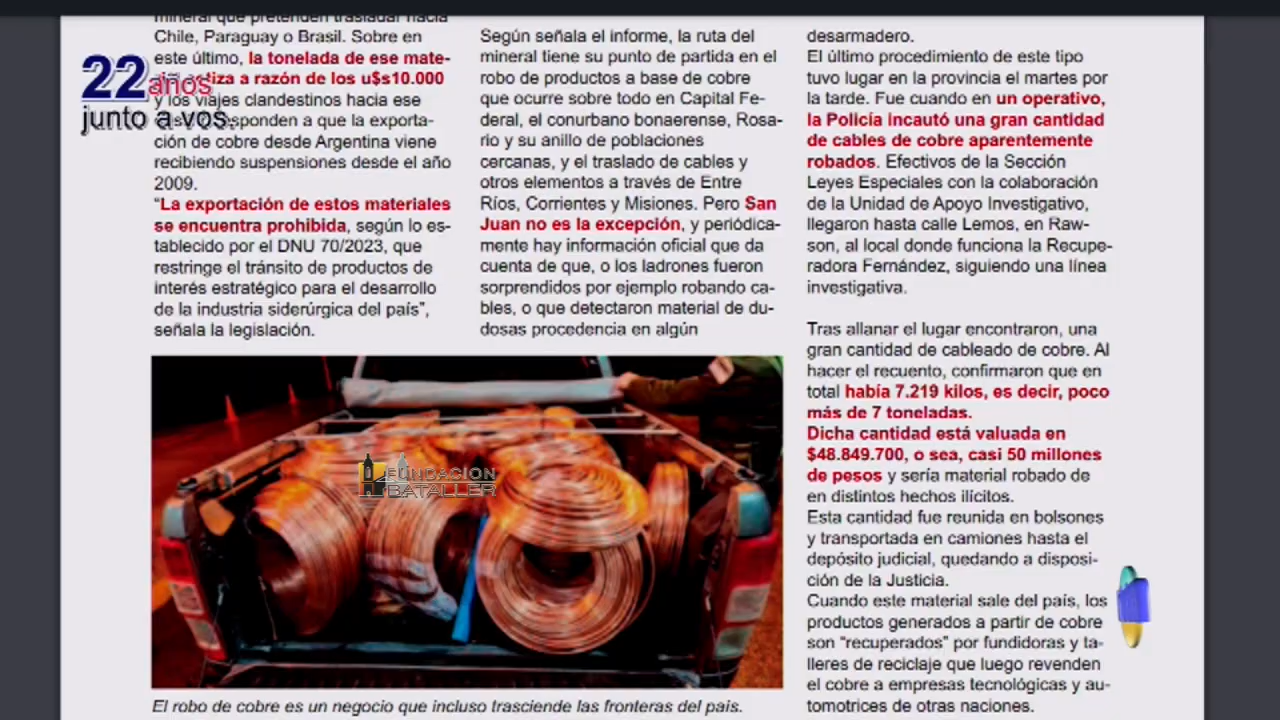 mineral que pretenden trasladar hacia
Chile, Paraguay o Brasil. Sobre en
este último, la tonelada de ese mate-
liza a razón de los u$s10.000
y los viajes clandestinos hacia ese
responden a que la exporta-
ción de cobre desde Argentina viene
recibiendo suspensiones desde el año
2009.
“La exportación de estos materiales
se encuentra prohibida, según lo es-
tablecido por el DNU 70/2023, que
restringe el tránsito de productos de
interés estratégico para el desarrollo
de la industria siderúrgica del país”,
señala la legislación.
22 años
junto a vos.
Según señala el informe, la ruta del
mineral tiene su punto de partida en el
robo de productos a base de cobre
que ocurre sobre todo en Capital Fe-
deral, el conurbano bonaerense, Rosa-
rio y su anillo de poblaciones
cercanas, y el traslado de cables y
otros elementos a través de Entre
Ríos, Corrientes y Misiones. Pero San
Juan no es la excepción, y periódica-
mente hay información oficial que da
cuenta de que, o los ladrones fueron
sorprendidos por ejemplo robando ca-
bles, o que detectaron material de du-
dosas procedencia en algún
desarmadero.
El último procedimiento de este tipo
tuvo lugar en la provincia el martes por
la tarde. Fue cuando en un operativo,
la Policía incautó una gran cantidad
de cables de cobre aparentemente
robados. Efectivos de la Sección
Leyes Especiales con la colaboración
de la Unidad de Apoyo Investigativo,
llegaron hasta calle Lemos, en Raw-
son, al local donde funciona la Recupe-
radora Fernández, siguiendo una línea
investigativa.
Tras allanar el lugar encontraron, una
gran cantidad de cableado de cobre. Al
hacer el recuento, confirmaron que en
total había 7.219 kilos, es decir, poco
más de 7 toneladas.
Dicha cantidad está valuada en
$48.849.700, o sea, casi 50 millones
de pesos y sería material robado de
en distintos hechos ilícitos.
Esta cantidad fue reunida en bolsones
y transportada en camiones hasta el
depósito judicial, quedando a disposi-
ción de la Justicia.
Cuando este material sale del país, los
productos generados a partir de cobre
son “recuperados” por fundidoras y ta-
lleres de reciclaje que luego revenden
el cobre a empresas tecnológicas y au-
tomotrices de otras naciones.
FUNDACION
BATALLER
El robo de cobre es un negocio que incluso trasciende las fronteras del país.